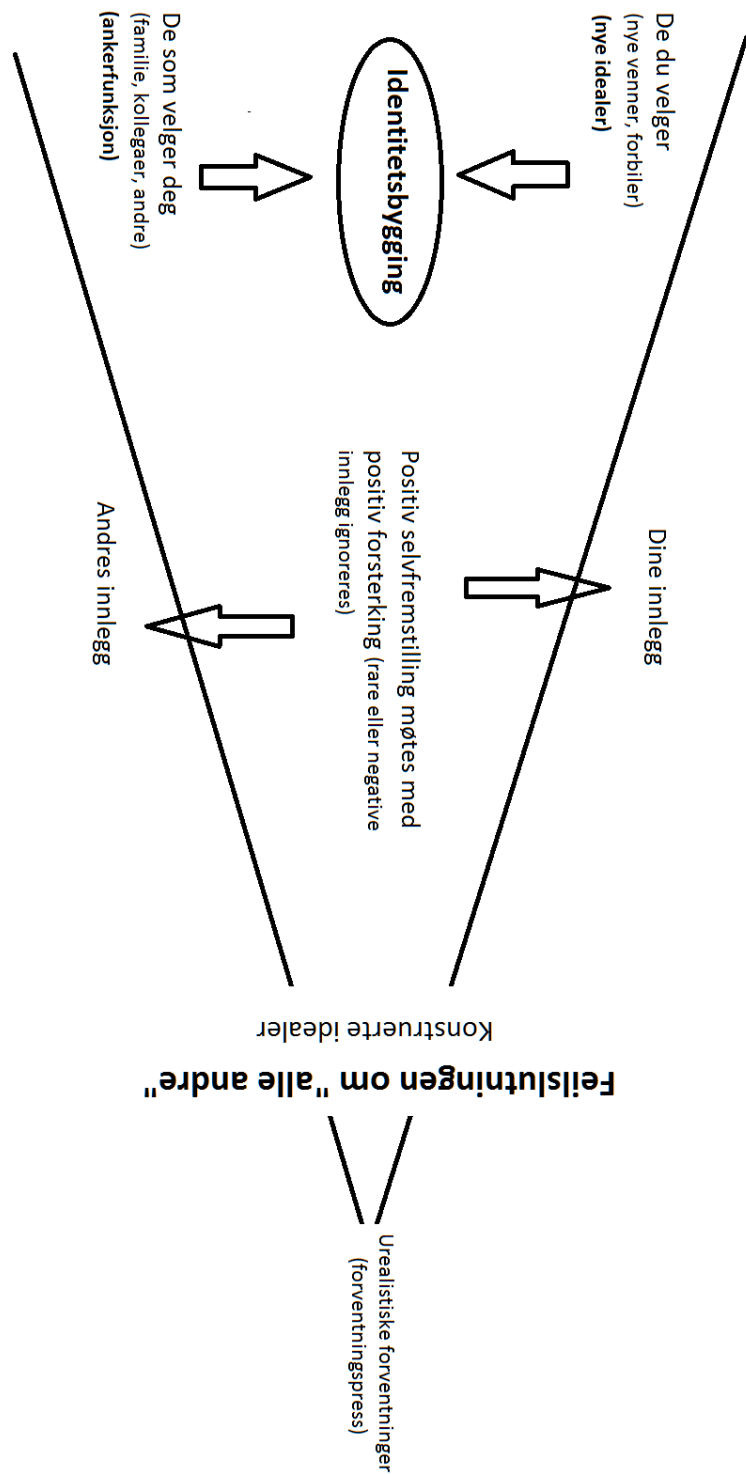 De du velger
(nye venner, forbiler)
(nye idealer)
Dine innlegg
Identitetsbygging
Positiv selvfremstilling møtes med
positiv forsterking (rare eller negative
innlegg ignoreres)
Feilslutningen om "alle andre"
Konstruerte idealer
Urealistiske forventninger
(forventningspress)
De som velger deg
(familie, kollegaer, andre)
(ankerfunksjon)
Andres innlegg